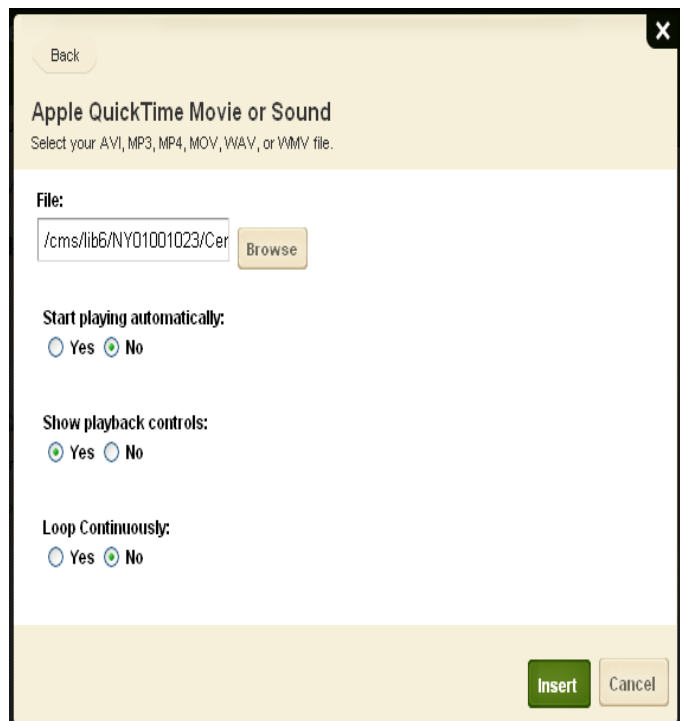 Back
Apple QuickTime Movie or Sound
Select your AVI, MP3, MP4, MOV, WAV, or WMV file.
File:
/cms/lib6/NY01001023/Cer
Browse
Start playing automatically:
Yes No
Show playback controls:
Yes No
Loop Continuously:
Yes No
Insert Cancel